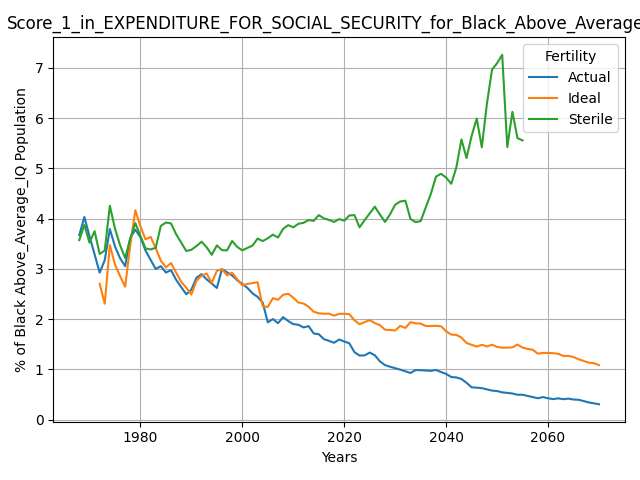 Score_1_in_EXPENDITURE_FOR_SOCIAL_SECURITY_for_Black_Above_Average
% of Black Above_Average_IQ Population
7
6
5
4
3
2
1
0
Fertility
Actual
Ideal
Sterile
1980
2000
2020
2040
2060
Years